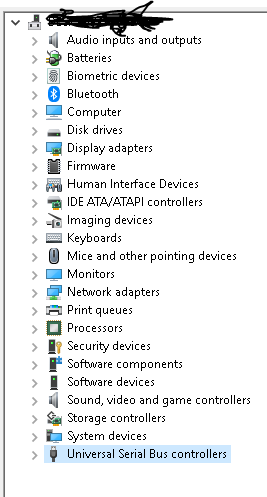 Audio inputs and outputs
Batteries
Biometric devices
Bluetooth
Computer
Disk drives
Display adapters
Firmware
Human Interface Devices
IDE ATA/ATAPI controllers
Imaging devices
Keyboards
Mice and other pointing devices
Monitors
Network adapters
Print queues
Processors
Security devices
Software components
Software devices
Sound, video and game controllers
Storage controllers
System devices
Universal Serial Bus controllers